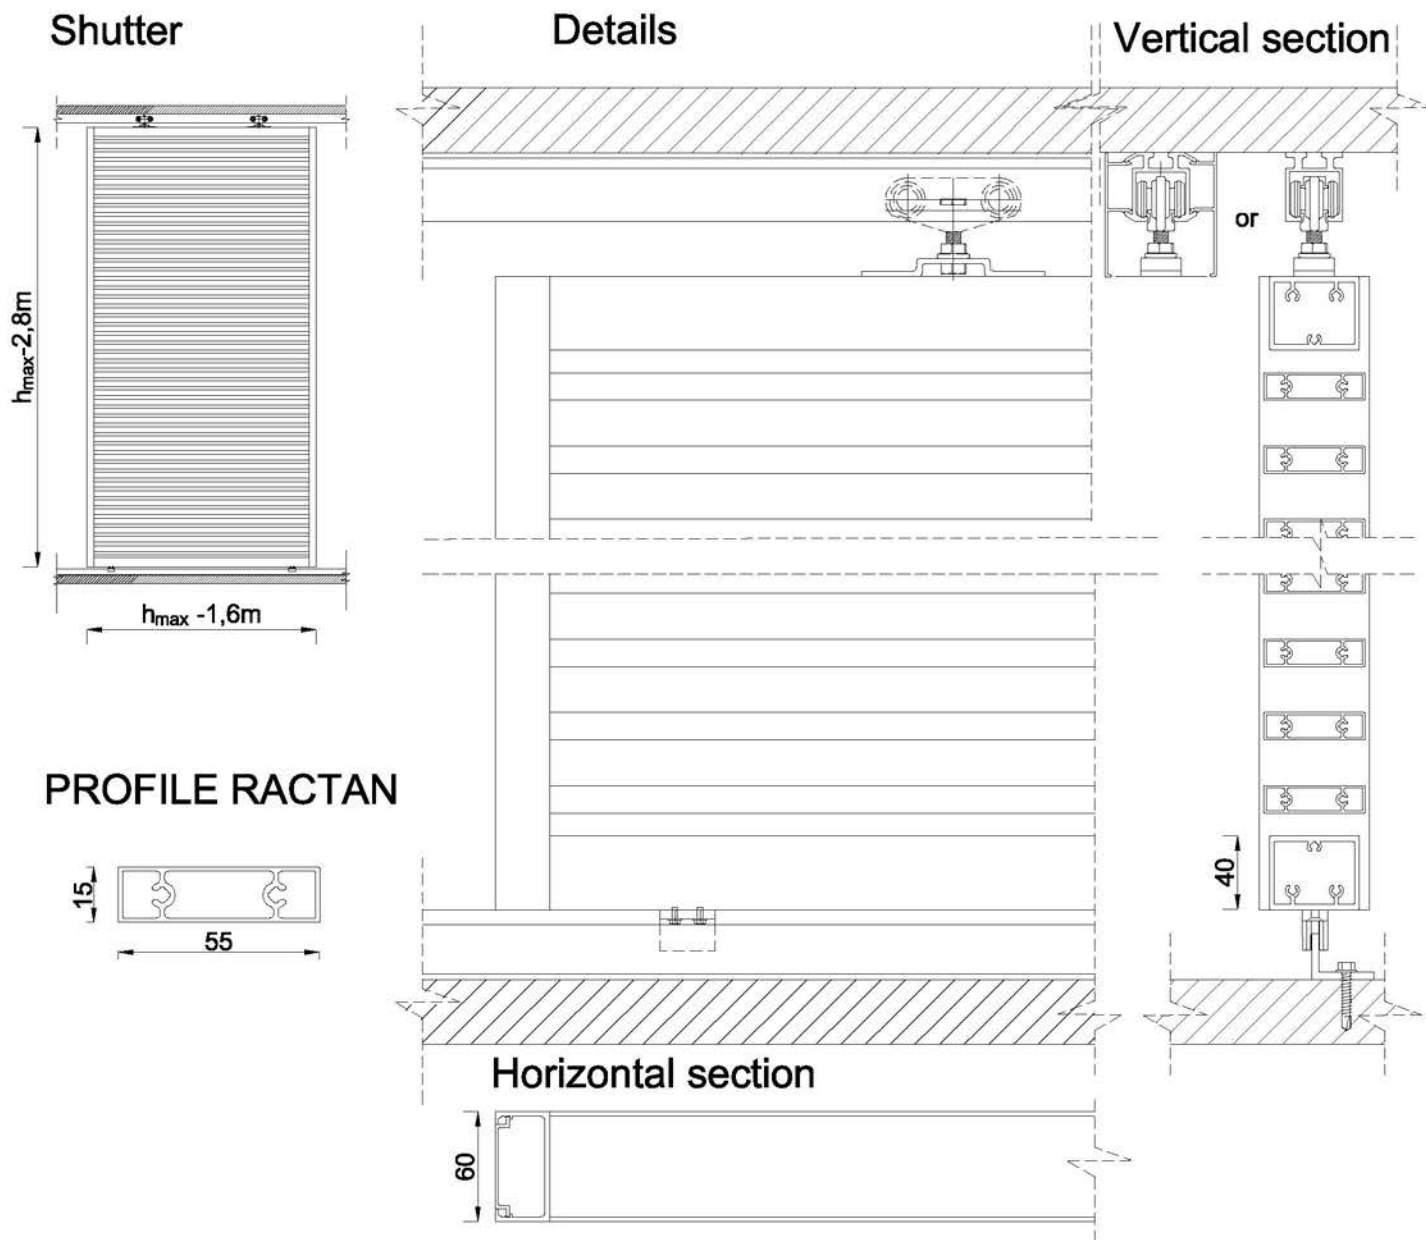 Shutter
Details
Vertical section
or
hmax-2,8m
hmax -1,6m
PROFILE RACTAN
15
55
40
Horizontal section
60